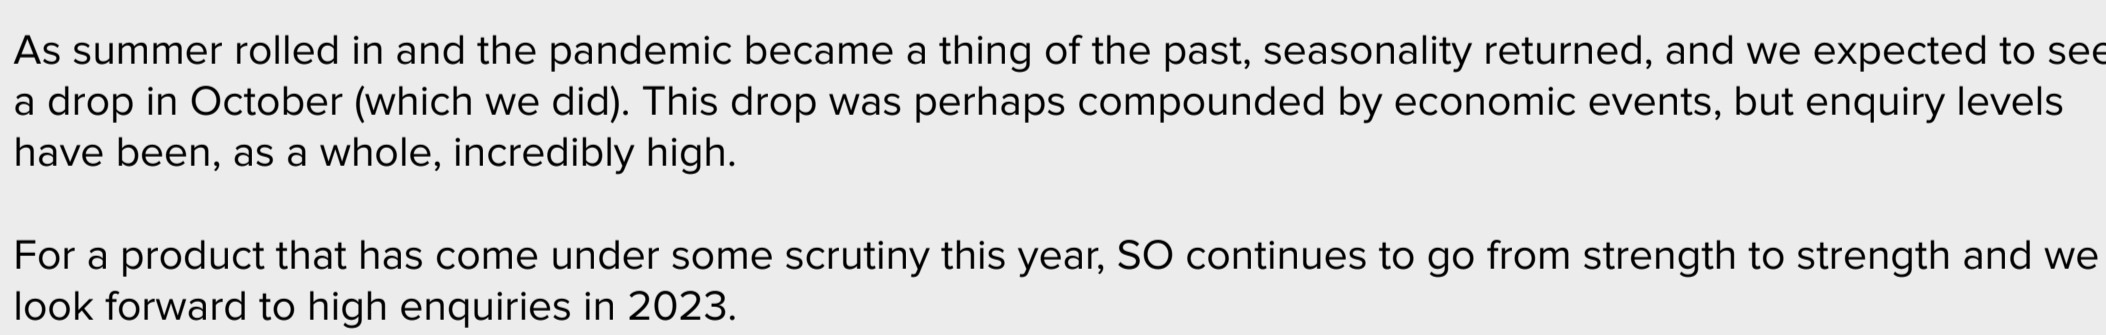 As summer rolled in and the pandemic became a thing of the past, seasonality returned, and we expected to see
a drop in October (which we did). This drop was perhaps compounded by economic events, but enquiry levels
have been, as a whole, incredibly high.
For a product that has come under some scrutiny this year, SO continues to go from strength to strength and we
look forward to high enquiries in 2023.